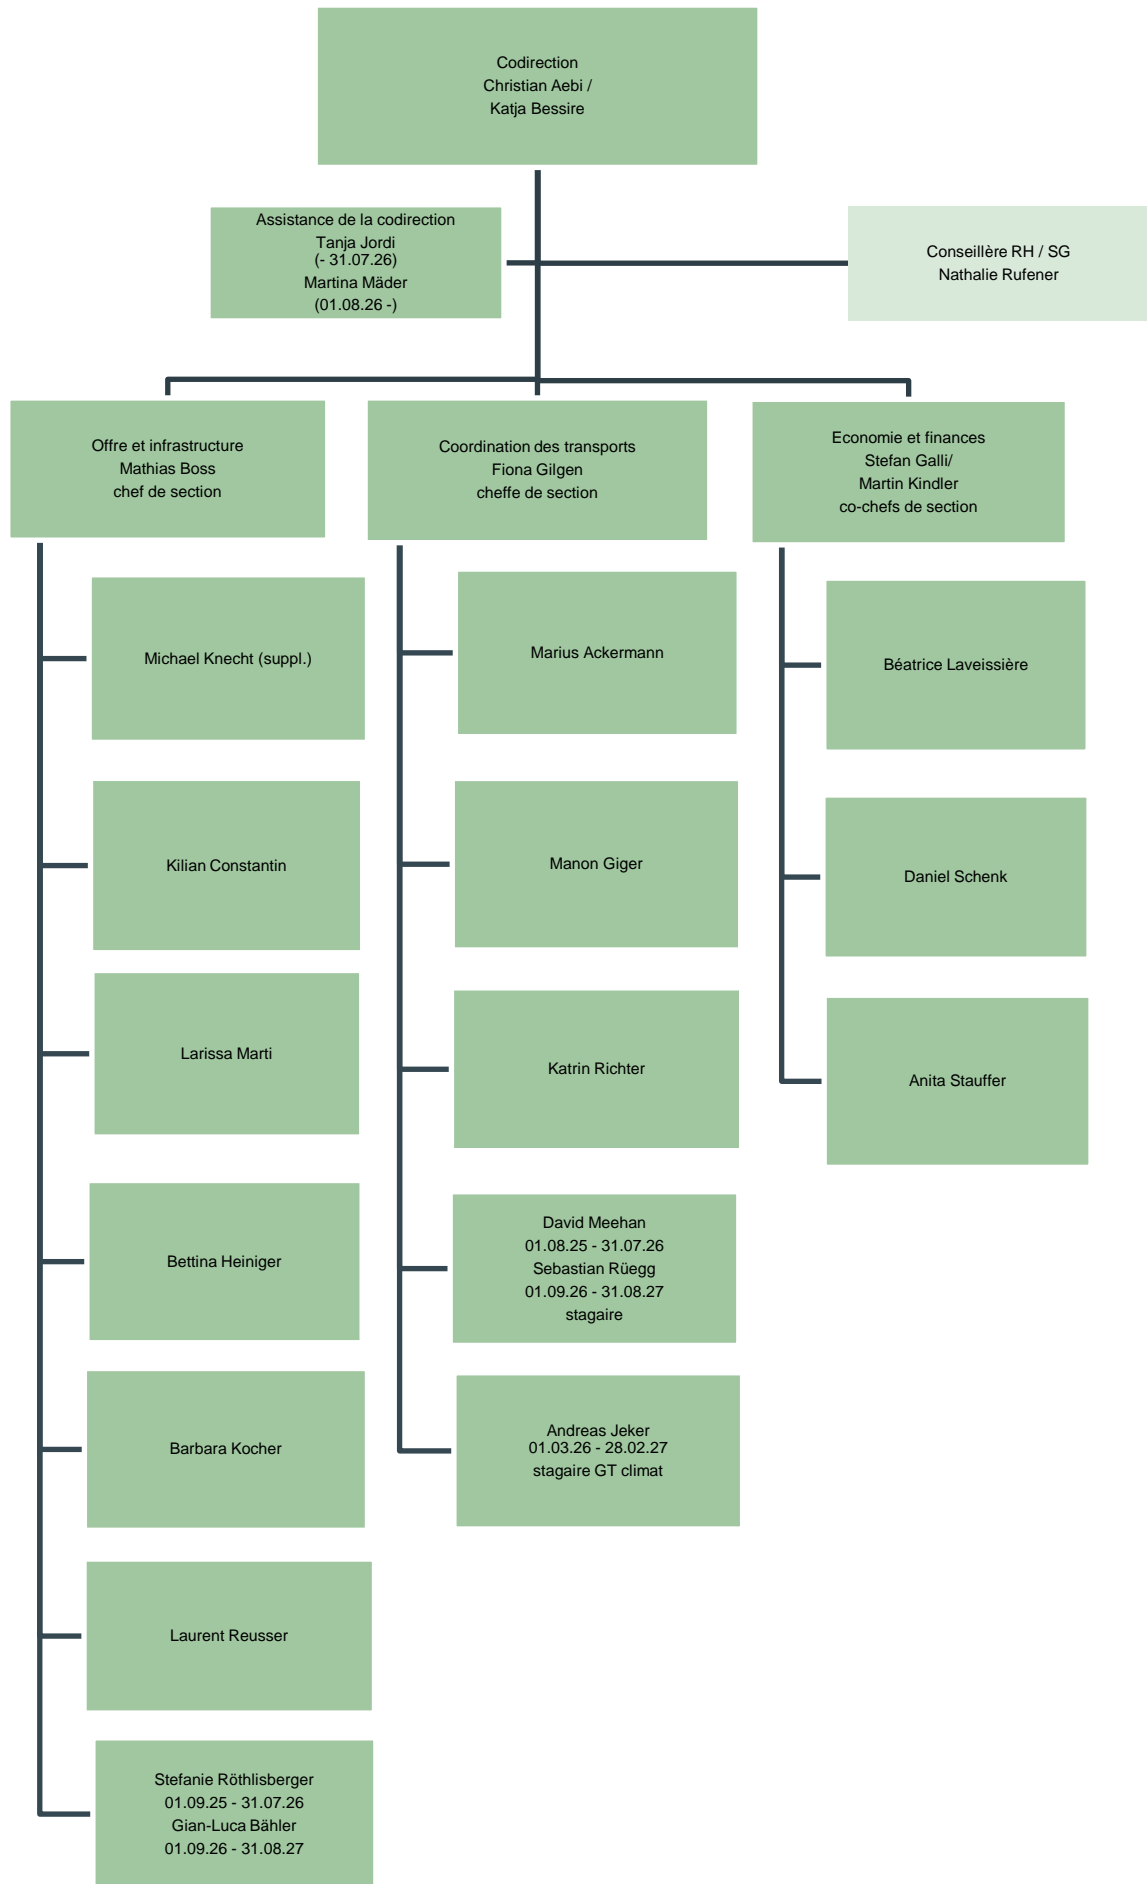 Codirection
Christian Aebi /
Katja Bessire
Assistance de la codirection
Tanja Jordi
(- 31.07.26)
Martina Mäder
(01.08.26 -)
Conseillère RH / SG
Nathalie Rufener
Offre et infrastructure
Mathias Boss
chef de section
Coordination des transports
Fiona Gilgen
cheffe de section
Economie et finances
Stefan Galli/
Martin Kindler
co-chefs de section
Michael Knecht (suppl.)
Kilian Constantin
Larissa Marti
Bettina Heiniger
Barbara Kocher
Laurent Reusser
Stefanie Röthlisberger
01.09.25 - 31.07.26
Gian-Luca Bähler
01.09.26 - 31.08.27
Marius Ackermann
Manon Giger
Katrin Richter
David Meehan
01.08.25 - 31.07.26
Sebastian Rüegg
01.09.26 - 31.08.27
stagaire
Andreas Jeker
01.03.26 - 28.02.27
stagaire GT climat
Béatrice Laveissière
Daniel Schenk
Anita Stauffer